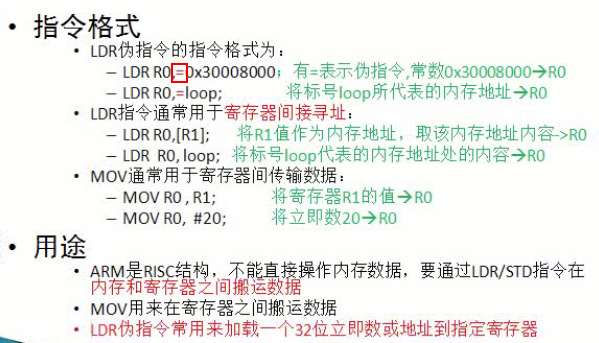 • 指令格式
• LDR伪指令的指令格式为：
– LDR R0,=0x30008000；有=表示伪指令,常数0x30008000→R0
– LDR R0,=loop; 将标号loop所代表的内存地址→R0
• LDR指令通常用于寄存器间接寻址：
– LDR R0,[R1]; 将R1值作为内存地址，取该内存地址内容->R0
– LDR R0, loop; 将标号loop代表的内存地址处的内容→R0
• MOV通常用于寄存器间传输数据：
– MOV R0 , R1; 将寄存器R1的值→R0
– MOV R0, #20; 将立即数20→R0
• 用途
• ARM是RISC结构，不能直接操作内存数据，要通过LDR/STD指令在
内存和寄存器之间搬运数据
• MOV用来在寄存器之间搬运数据
• LDR伪指令常用来加载一个32位立即数或地址到指定寄存器